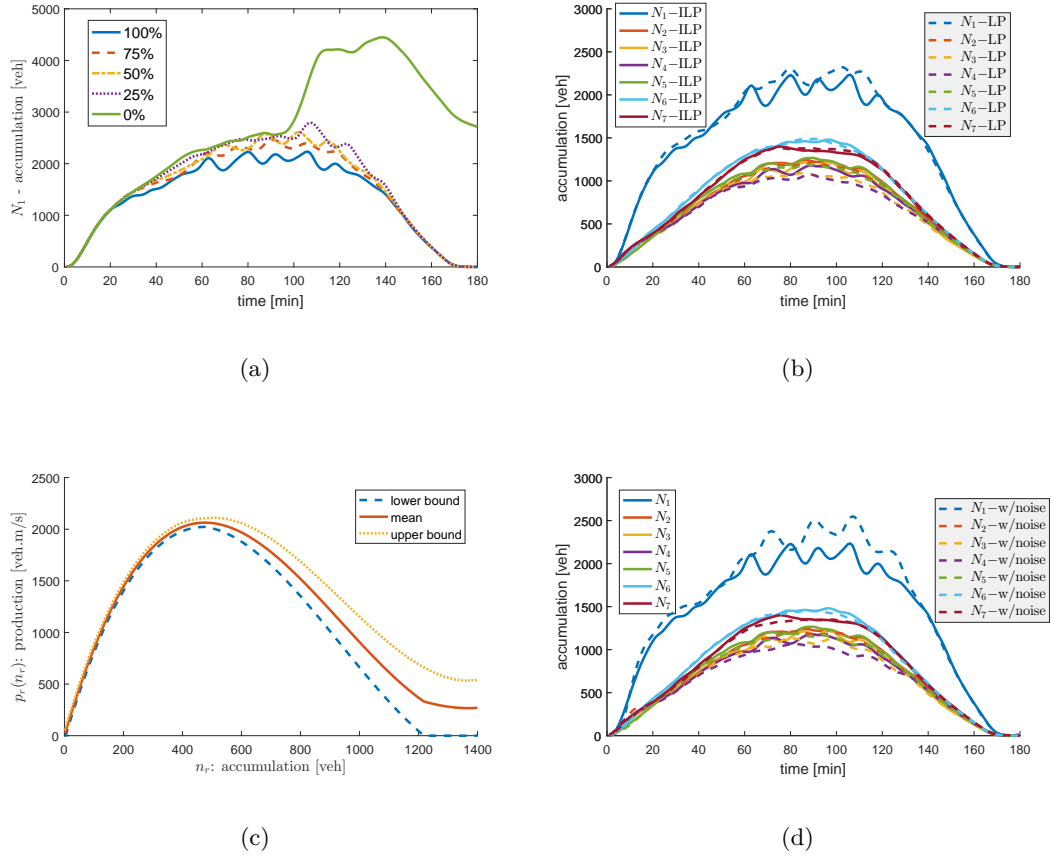 N1 - accumulation [veh]
5000
4000
3000
2000
1000
0
100%
75%
50%
25%
0%
0 20 40 60 80 100 120 140 160 180
time [min]
(a)
accumulation [veh]
3000
2500
2000
1500
1000
500
0
N1−ILP
N2−ILP
N3−ILP
N4−ILP
N5−ILP
N6−ILP
N7−ILP
N1−LP
N2−LP
N3−LP
N4−LP
N5−LP
N6−LP
N7−LP
0 20 40 60 80 100 120 140 160 180
time [min]
(b)
pr(nr): production [veh.m/s]
2500
2000
1500
1000
500
0
lower bound
mean
upper bound
0 200 400 600 800 1000 1200 1400
nr: accumulation [veh]
(c)
accumulation [veh]
3000
2500
2000
1500
1000
500
0
N1
N2
N3
N4
N5
N6
N7
N1−w/noise
N2−w/noise
N3−w/noise
N4−w/noise
N5−w/noise
N6−w/noise
N7−w/noise
0 20 40 60 80 100 120 140 160 180
time [min]
(d)